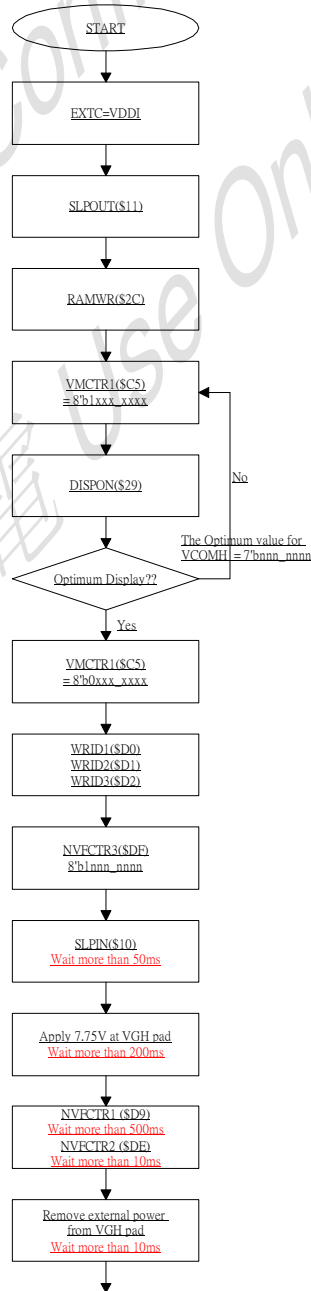 START
EXTC=VDDI
SLPOUT($11)
RAMWR($2C)
VMCTR1($C5)
= 8'b1xxx_xxxx
DISPON($29)
No
The Optimum value for
VCOMH = 7'bnnn_nnnn
Optimum Display??
Yes
VMCTR1($C5)
= 8'b0xxx_xxxx
WRID1($D0)
WRID2($D1)
WRID3($D2)
NVFCTR3($DF)
8'b1nnn_nnnn
SLPIN($10)
Wait more than 50ms
Apply 7.75V at VGH pad
Wait more than 200ms
NVFCTR1 ($D9)
Wait more than 500ms
NVFCTR2 ($DE)
Wait more than 10ms
Remove external power
from VGH pad
Wait more than 10ms
電 Use Onl
Con